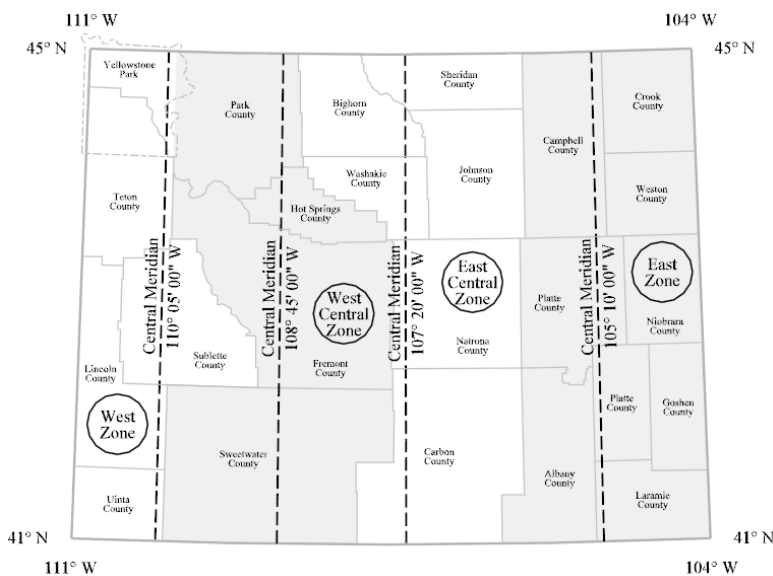 111° W
104° W
45° N
45° N
Yellowstone
Park
Park
County
Bighorn
County
Sheridan
County
Campbell
County
Crook
County
Teton
County
Washakie
County
Johnson
County
Weston
County
Hot Springs
County
Central Meridian
110° 05' 00" W
Central Meridian
108° 45' 00" W
West
Central
Zone
Central Meridian
107° 20' 00" W
East
Central
Zone
Central Meridian
105° 10' 00" W
East
Zone
Platte
County
Niobrara
County
Natrona
County
Sublette
County
Fremont
County
Lincoln
County
West
Zone
Platte
County
Goshen
County
Sweetwater
County
Carbon
County
Albany
County
Uinta
County
Laramie
County
41° N
41° N
111° W
104° W